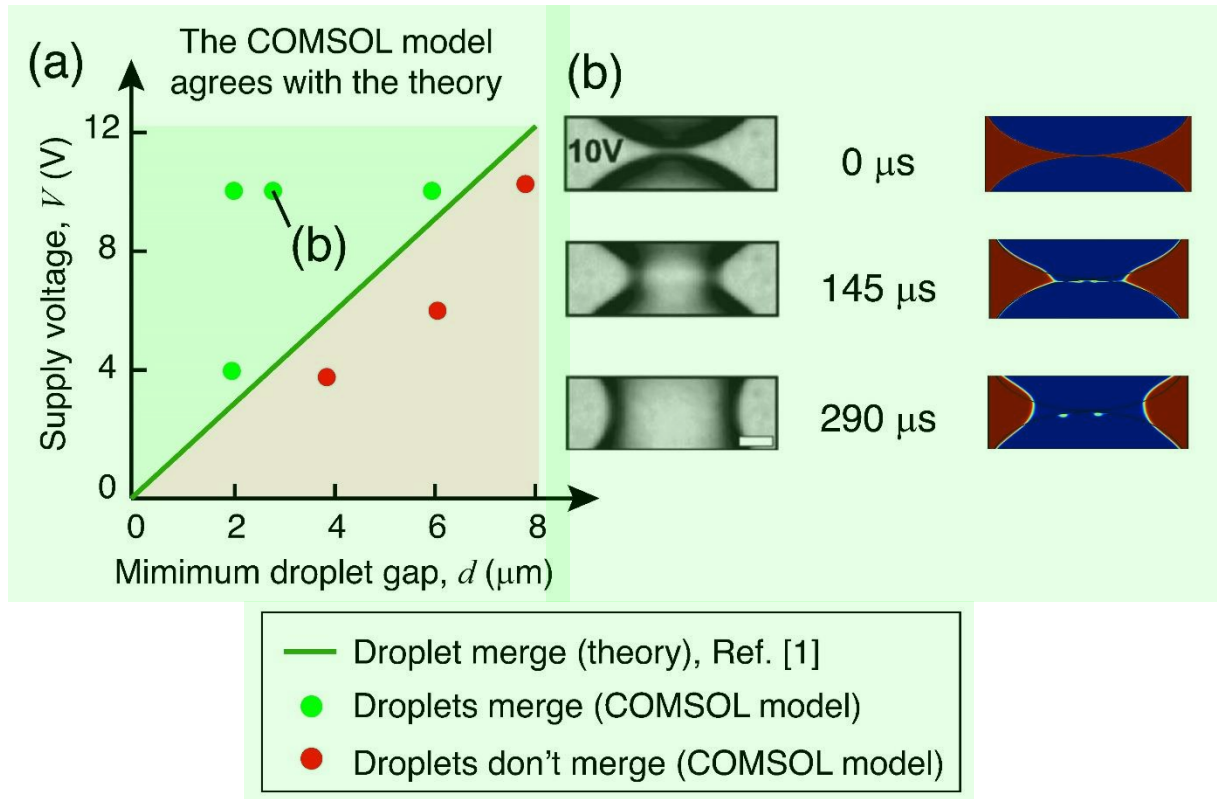 (a)
The COMSOL model
agrees with the theory
12
8
4
0
Supply voltage, V (V)
(b)
0 2 4 6 8
Mimimum droplet gap, d (μm)
(b)
10V
0 μs
145 μs
290 μs
Droplet merge (theory), Ref. [1]
Droplets merge (COMSOL model)
Droplets don't merge (COMSOL model)